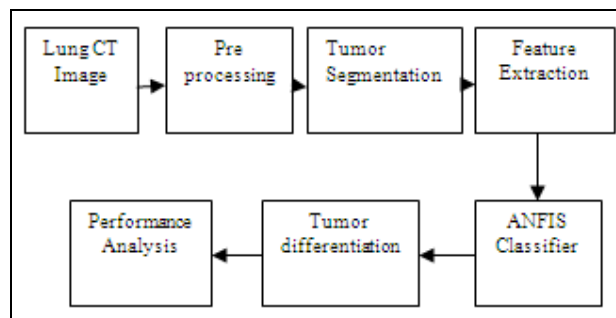 Lung CT
Image
Pre
processing
Tumor
Segmentation
Feature
Extraction
ANFIS
Classifier
Tumor
differentiation
Performance
Analysis